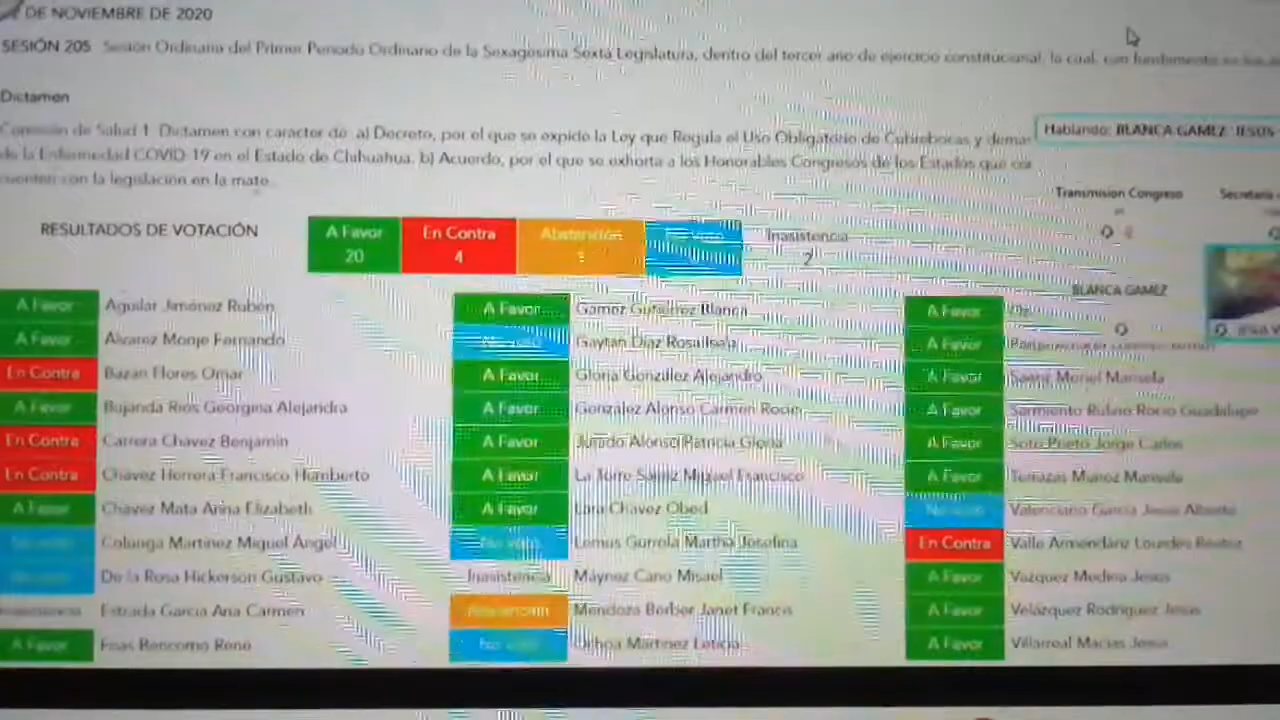 DE NOVIEMBRE DE 2020
SESIÓN 205 Sesión Ordinaria del Primer Periodo Ordinario de la Sexagésima Sexta Legislatura, dentro del tercer año de ejercicio constitucional, la cual, con fundamento
Dictamen
Comisión de Salud 1. Dictamen con carácter de: a) Decreto, por el que se expide la Ley que Regula el Uso Obligatorio de Cubrebocas y demás
Hablando: BLANCA GAMEZ, JESUS
de la Enfermedad COVID-19 en el Estado de Chihuahua. b) Acuerdo, por el que se exhorta a los Honorables Congresos de los Estados que
cuenten con la legislación en la mate
Transmision Congreso
Secretaria
RESULTADOS DE VOTACIÓN
A Favor 20
En Contra 4
Abstención
Inasistencia 2
BLANCA GAMEZ
A Favor Aguilar Jiménez Rubén
A Favor Álvarez Monje Fernando
En Contra Bazán Flores Omar
A Favor Bujanda Ríos Georgina Alejandra
En Contra Carrera Chávez Benjamín
En Contra Chávez Herrera Francisco Humberto
A Favor Chávez Mata Anna Elizabeth
Colunga Martínez Miguel Ángel
De la Rosa Hickerson Gustavo
Inasistencia Estrada García Ana Carmen
A Favor Frías Bencomo René
A Favor Gámez Gutiérrez Blanca
Gaytán Díaz Rosa Isela
A Favor Gloria González Alejandro
A Favor González Alonso Carmen Rocío
A Favor Jurado Alonso Patricia Gloria
A Favor La Torre Sáenz Miguel Francisco
A Favor Lara Chávez Obed
No votó Lemus Gurrola Martha Josefina
Inasistencia Máynez Cano Misael
Abstención Mendoza Berber Janet Francis
No votó Ochoa Martínez Leticia
A Favor
A Favor
A Favor Saenz Moriel Marisela
A Favor Sarmiento Rufino Rocio Guadalupe
A Favor Soto Prieto Jorge Carlos
A Favor Terrazas Muñoz Marisela
No votó Valenciano García Jesús Alberto
En Contra Valle Armendáriz Lourdes Beatriz
A Favor Vázquez Medina Jesús
A Favor Velázquez Rodríguez Jesús
A Favor Villarreal Macías Jesús